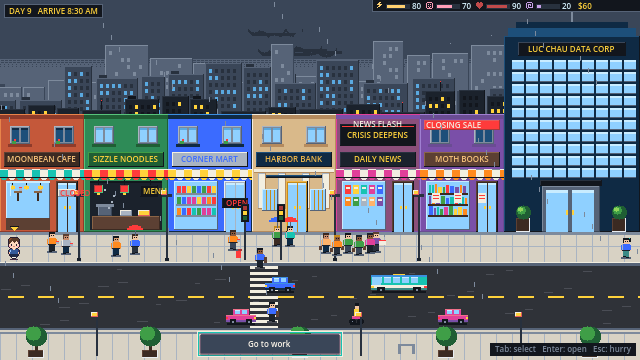 DAY 9 ARRIVE 8:30 AM
80 70 90 20 $60
LUC CHAU DATA CORP
NEWS FLASH
CRISIS DEEPENS
CLOSING SALE
MOONBEAN CAFE
SIZZLE NOODLES
CORNER MART
HARBOR BANK
DAILY NEWS
MOTH BOOKS
CLOSED
MENU
OPEN
Go to work
Tab: select Enter: open Esc: hurry